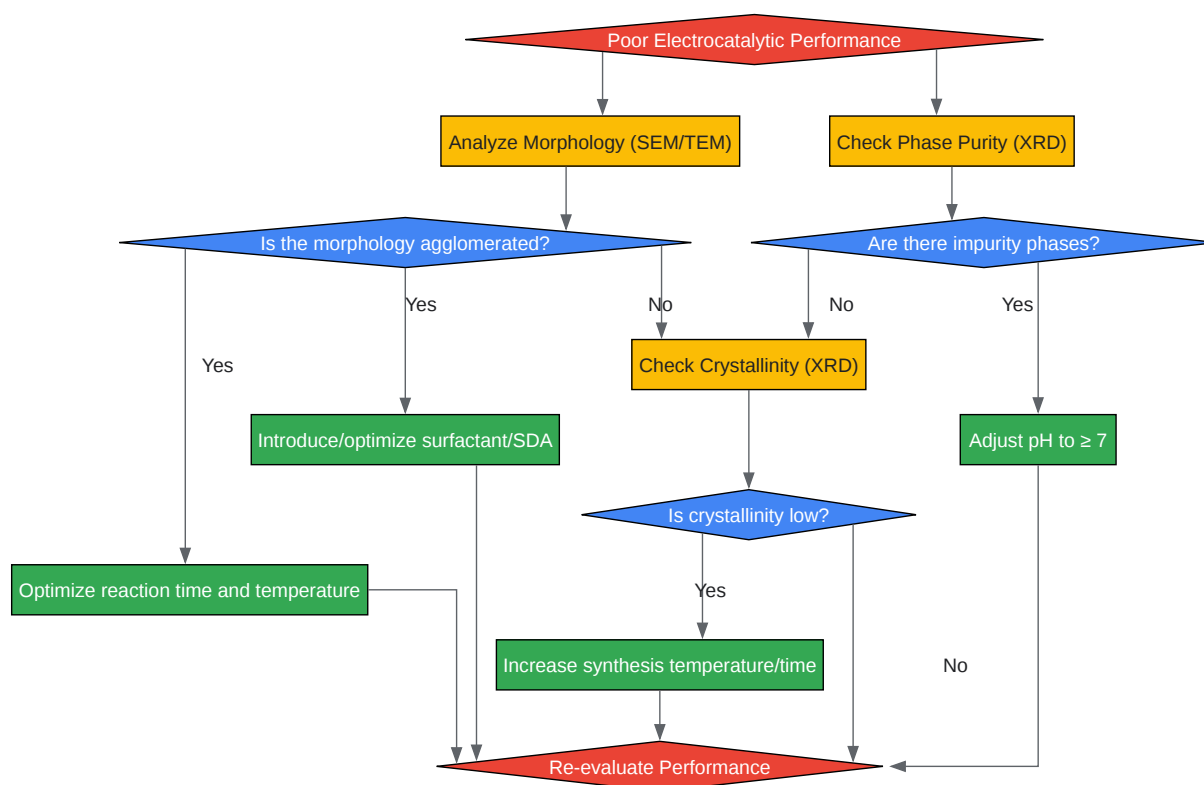 Poor Electrocatalytic Performance
Analyze Morphology (SEM/TEM)
Check Phase Purity (XRD)
Is the morphology agglomerated?
Are there impurity phases?
Yes
No
No
Yes
Yes
Check Crystallinity (XRD)
Introduce/optimize surfactant/SDA
Adjust pH to ≥ 7
Is crystallinity low?
Optimize reaction time and temperature
Yes
Increase synthesis temperature/time
No
Re-evaluate Performance